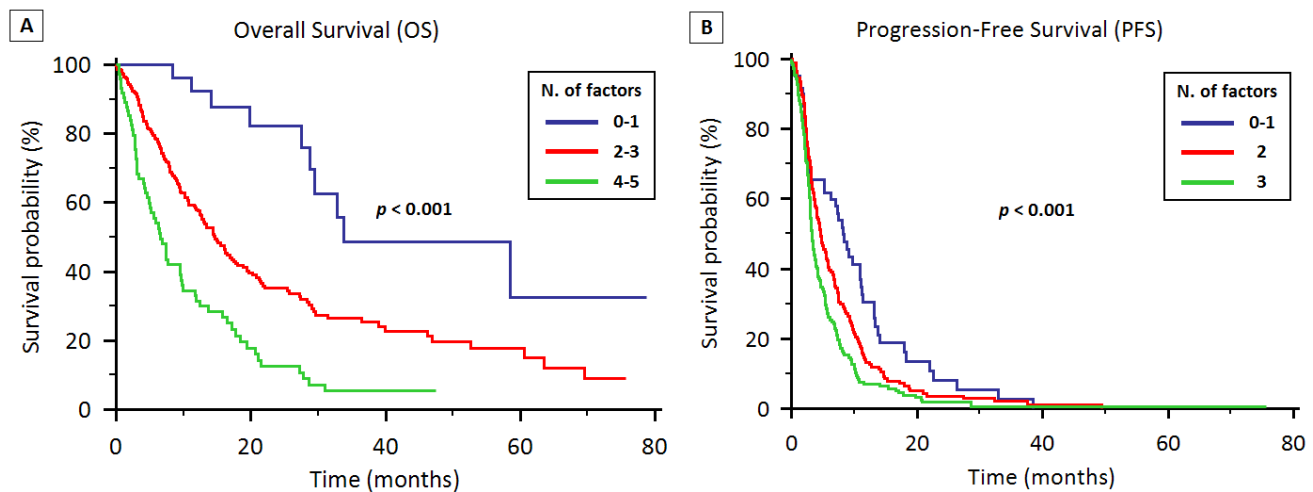 A
Overall Survival (OS)
Survival probability (%)
100
80
60
40
20
0
N. of factors
0-1
2-3
4-5
p < 0.001
0
20
40
60
80
Time (months)
B
Progression-Free Survival (PFS)
Survival probability (%)
100
80
60
40
20
0
N. of factors
0-1
2
3
p < 0.001
0
20
40
60
80
Time (months)